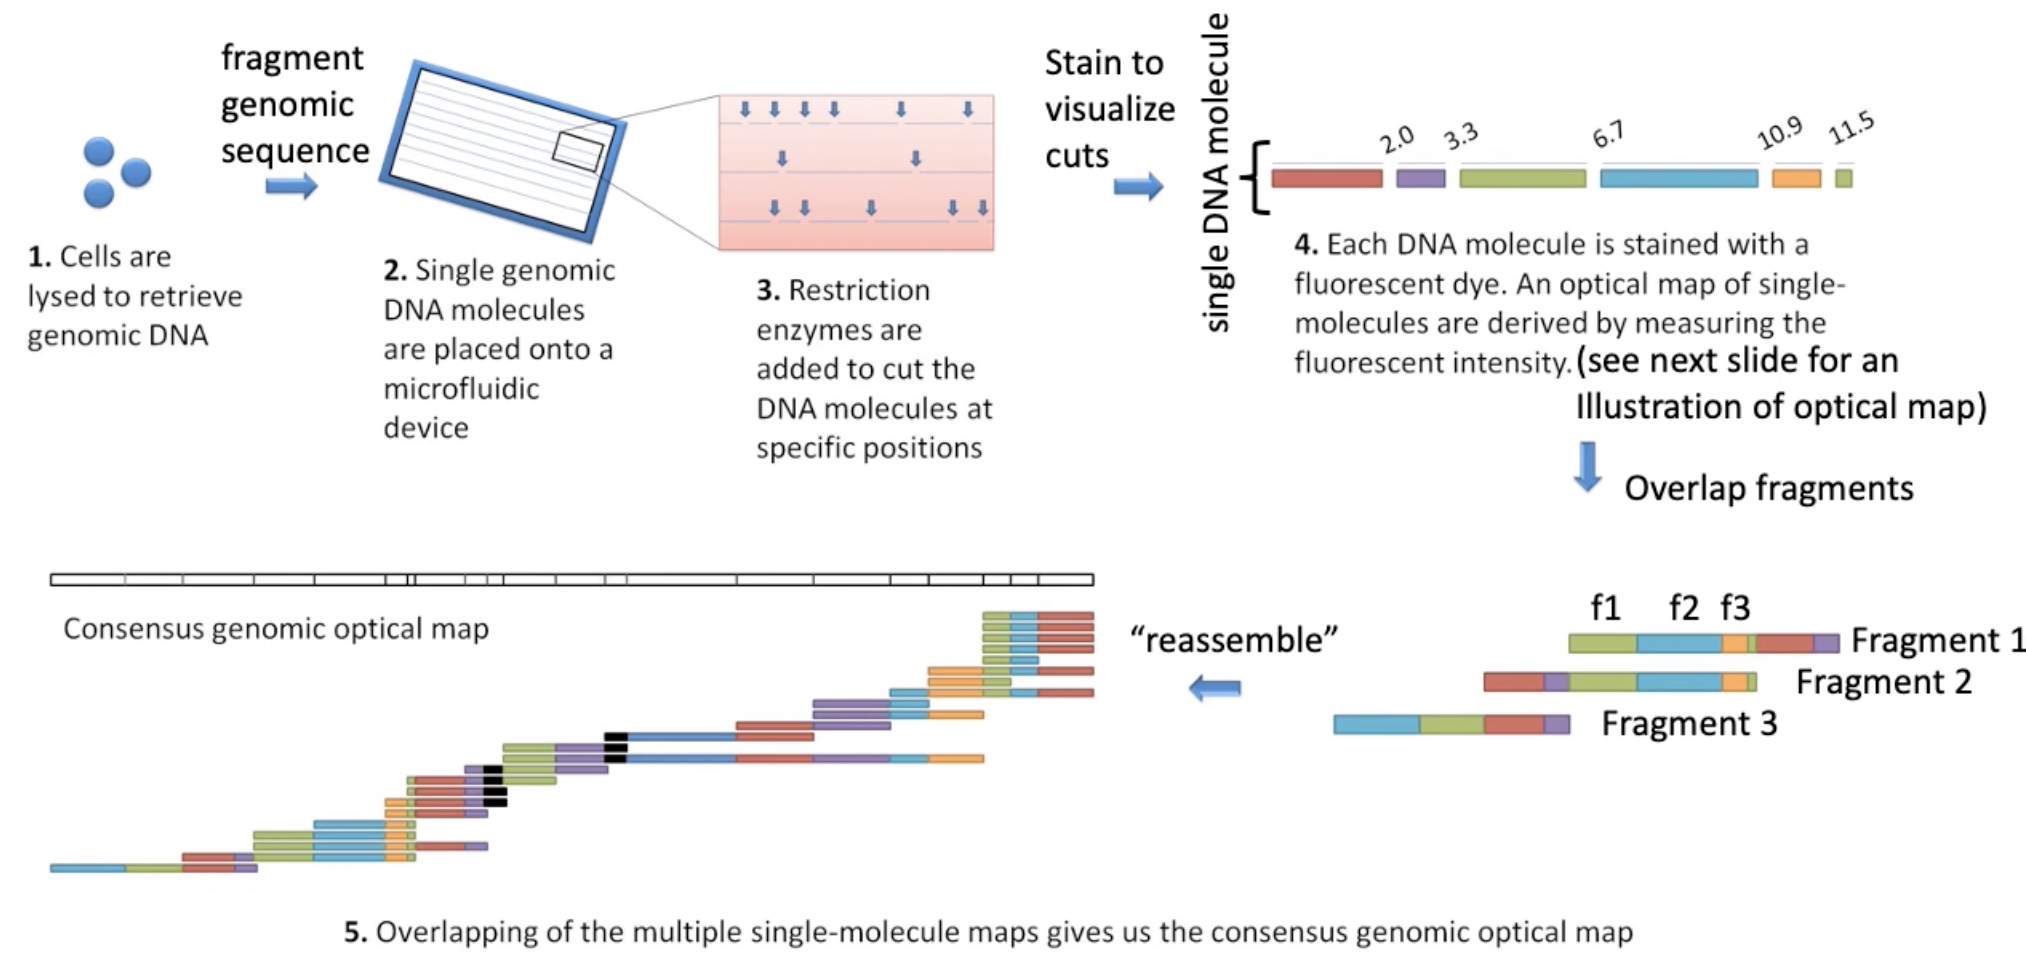 fragment
genomic
sequence
1. Cells are
lysed to retrieve
genomic DNA
2. Single genomic
DNA molecules
are placed onto a
microfluidic
device
3. Restriction
enzymes are
added to cut the
DNA molecules at
specific positions
Stain to
visualize
cuts
single DNA molecule
2.0 3.3 6.7 10.9 11.5
4. Each DNA molecule is stained with a
fluorescent dye. An optical map of single-
molecules are derived by measuring the
fluorescent intensity. (see next slide for an
Illustration of optical map)
Overlap fragments
f1 f2 f3
Fragment 1
Fragment 2
Fragment 3
"reassemble"
Consensus genomic optical map
5. Overlapping of the multiple single-molecule maps gives us the consensus genomic optical map